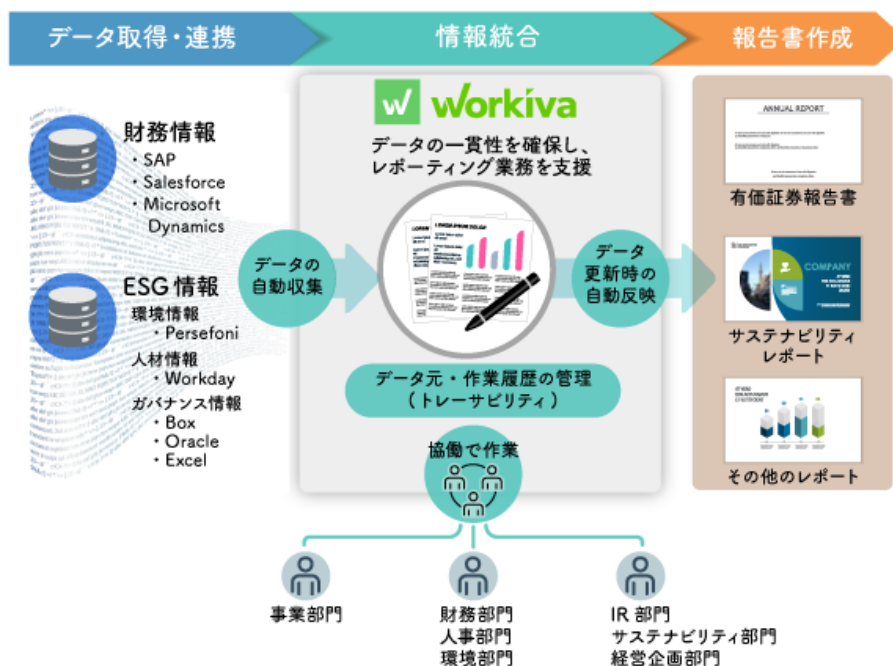 データ取得・連携
情報統合
報告書作成
財務情報
・SAP
・Salesforce
・Microsoft
Dynamics
ESG 情報
環境情報
・Persefoni
人材情報
・Workday
ガバナンス情報
・Box
・Oracle
・Excel
データの
自動収集
w workiva
データの一貫性を確保し、
レポーティング業務を支援
LOREM IPSUM DOLOR
データ
更新時の
自動反映
データ元・作業履歴の管理
（トレーサビリティ）
協働で作業
ANNUAL REPORT
有価証券報告書
COMPANY
サステナビリティ
レポート
その他のレポート
事業部門
財務部門
人事部門
環境部門
IR 部門
サステナビリティ部門
経営企画部門